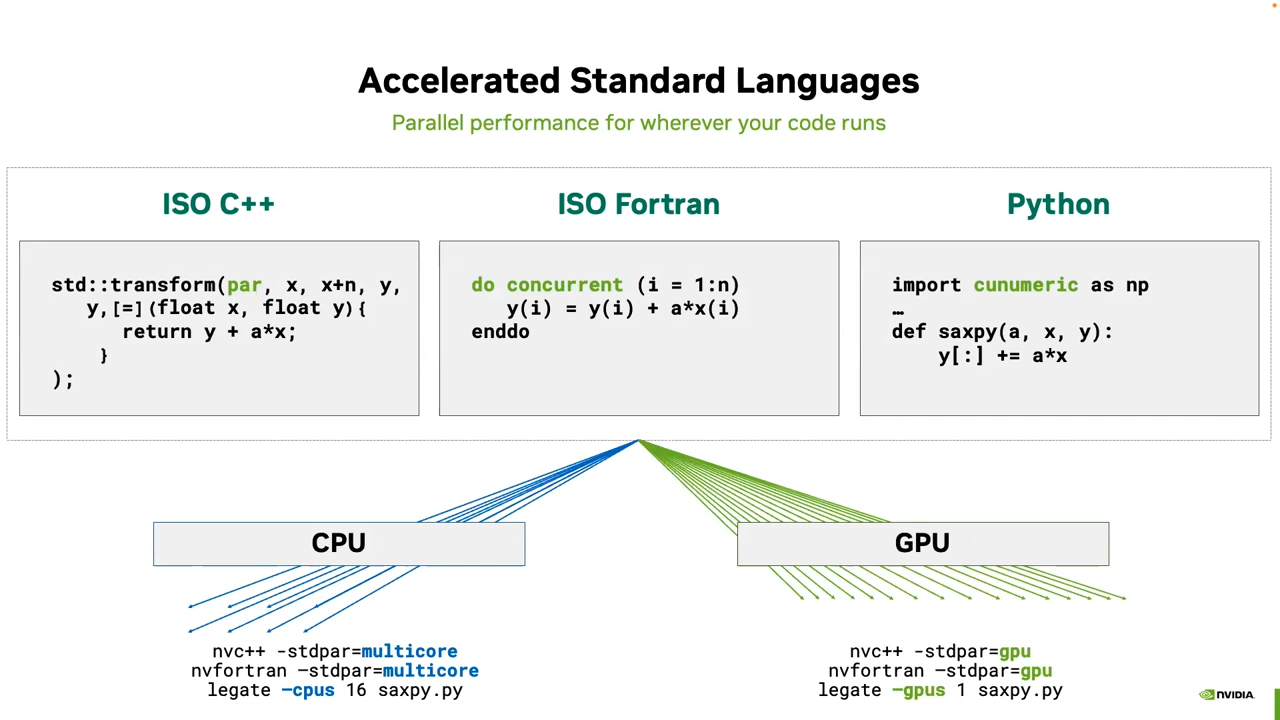 Accelerated Standard Languages
Parallel performance for wherever your code runs
ISO C++
std::transform(par, x, x+n, y,
y,[=](float x, float y){
return y + a*x;
}
);
ISO Fortran
do concurrent (i = 1:n)
y(i) = y(i) + a*x(i)
enddo
Python
import cunumeric as np
…
def saxpy(a, x, y):
y[:] += a*x
CPU
GPU
nvc++ -stdpar=multicore
nvfortran –stdpar=multicore
legate –cpus 16 saxpy.py
nvc++ -stdpar=gpu
nvfortran –stdpar=gpu
legate –gpus 1 saxpy.py
NVIDIA